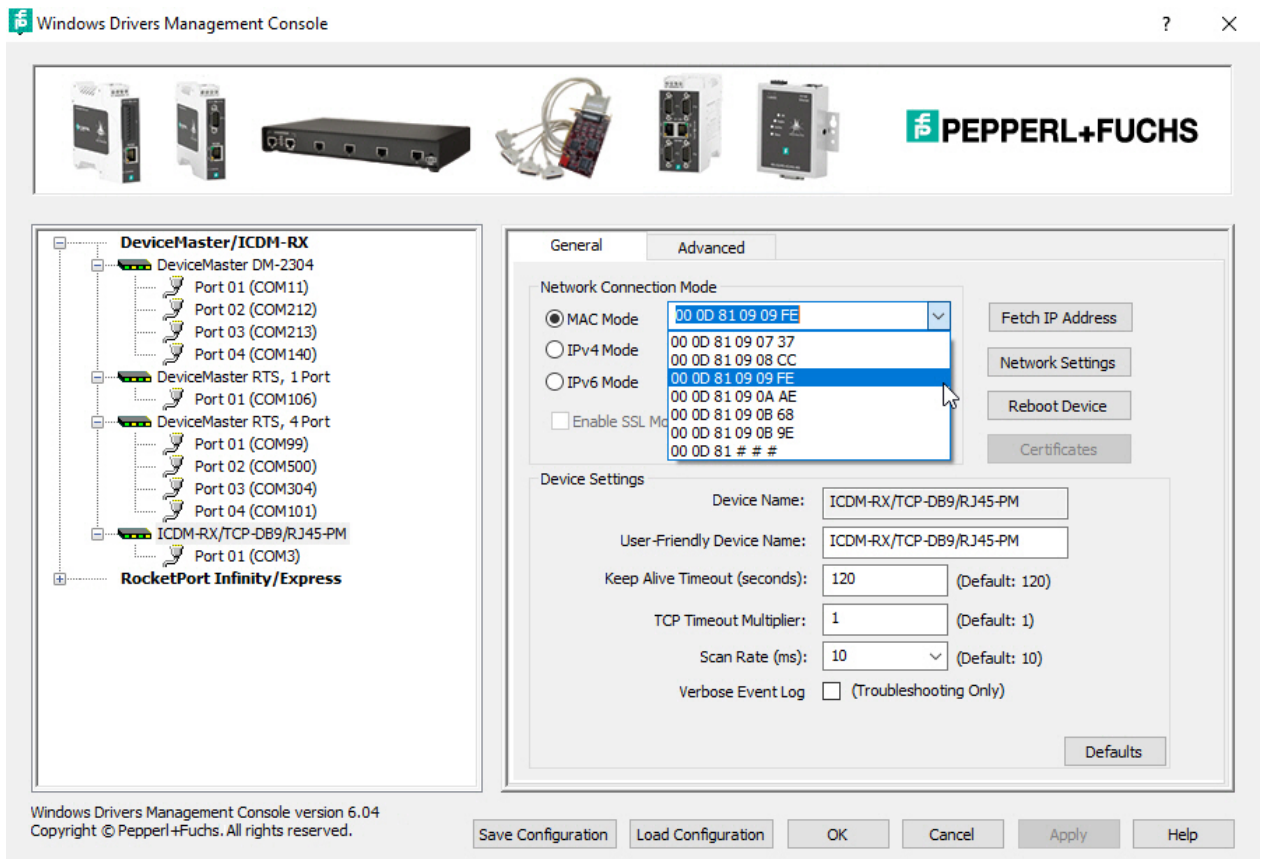 Windows Drivers Management Console
?
PEPPERL+FUCHS
DeviceMaster/ICDM-RX
DeviceMaster DM-2304
Port 01 (COM11)
Port 02 (COM212)
Port 03 (COM213)
Port 04 (COM140)
DeviceMaster RTS, 1 Port
Port 01 (COM106)
DeviceMaster RTS, 4 Port
Port 01 (COM99)
Port 02 (COM500)
Port 03 (COM304)
Port 04 (COM101)
ICDM-RX/TCP-DB9/RJ45-PM
Port 01 (COM3)
RocketPort Infinity/Express
General Advanced
Network Connection Mode
MAC Mode 00 0D 81 09 09 FE
IPv4 Mode
IPv6 Mode
Enable SSL Mo
00 0D 81 09 07 37
00 0D 81 09 08 CC
00 0D 81 09 09 FE
00 0D 81 09 0A AE
00 0D 81 09 0B 68
00 0D 81 09 0B 9E
00 0D 81 # # #
Fetch IP Address
Network Settings
Reboot Device
Certificates
Device Settings
Device Name: ICDM-RX/TCP-DB9/RJ45-PM
User-Friendly Device Name: ICDM-RX/TCP-DB9/RJ45-PM
Keep Alive Timeout (seconds): 120 (Default: 120)
TCP Timeout Multiplier: 1 (Default: 1)
Scan Rate (ms): 10 (Default: 10)
Verbose Event Log (Troubleshooting Only)
Defaults
Windows Drivers Management Console version 6.04
Copyright © Pepperl+Fuchs. All rights reserved.
Save Configuration Load Configuration OK Cancel Apply Help